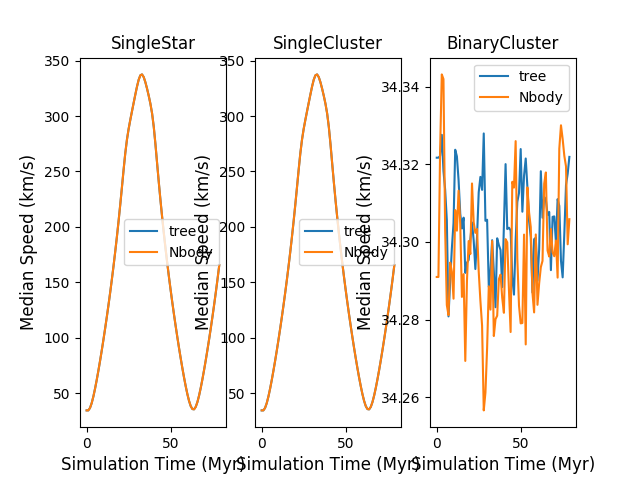 SingleStar
SingleCluster
BinaryCluster
Median Speed (km/s)
350
300
250
200
150
100
50
tree
Nbody
0
50
Simulation Time (Myr)
Median Speed (km/s)
350
300
250
200
150
100
50
tree
Nbody
0
50
Simulation Time (Myr)
Median Speed (km/s)
34.34
34.32
34.30
34.28
34.26
tree
Nbody
0
50
Simulation Time (Myr)